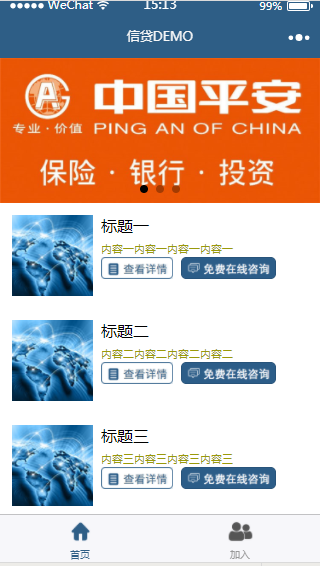 WeChat 15:13 99%
信贷DEMO
中国平安
专业·价值 PING AN OF CHINA
保险·银行·投资
标题一
内容一内容一内容一内容一
查看详情 免费在线咨询
标题二
内容二内容二内容二内容二
查看详情 免费在线咨询
标题三
内容三内容三内容三内容三
查看详情 免费在线咨询
首页 加入